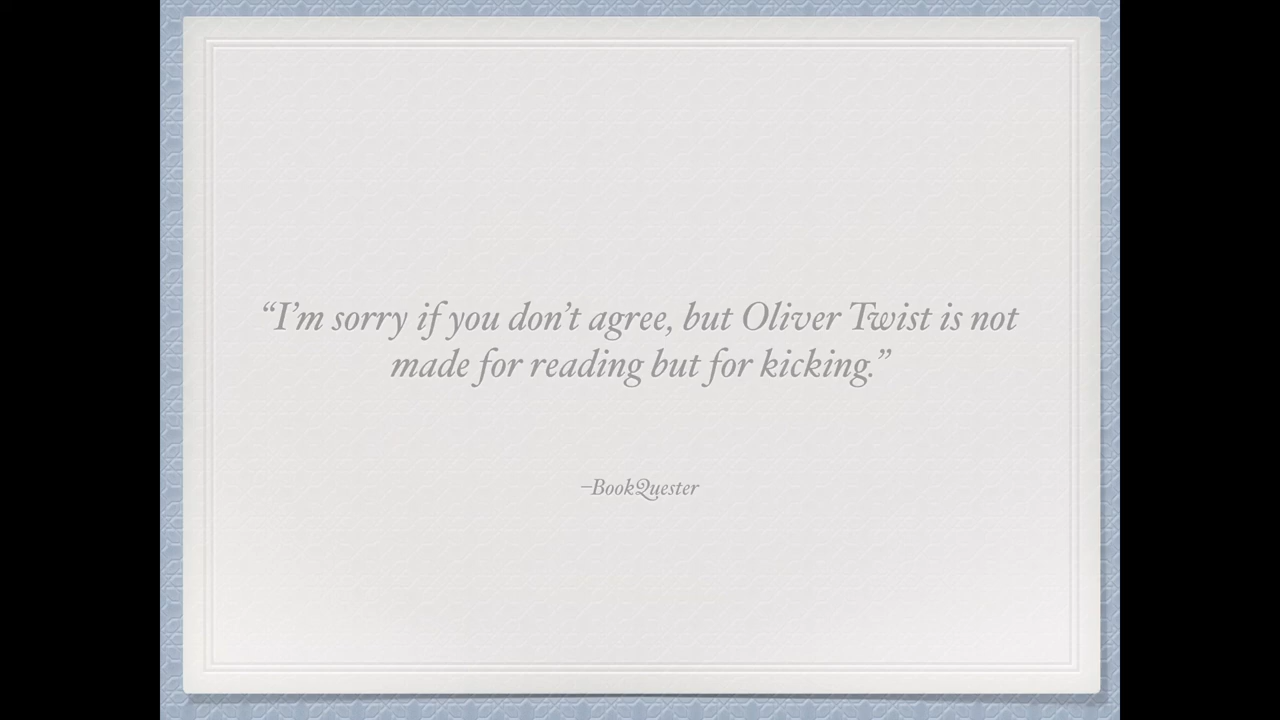 “I’m sorry if you don’t agree, but Oliver Twist is not
made for reading but for kicking.”
–BookQuester